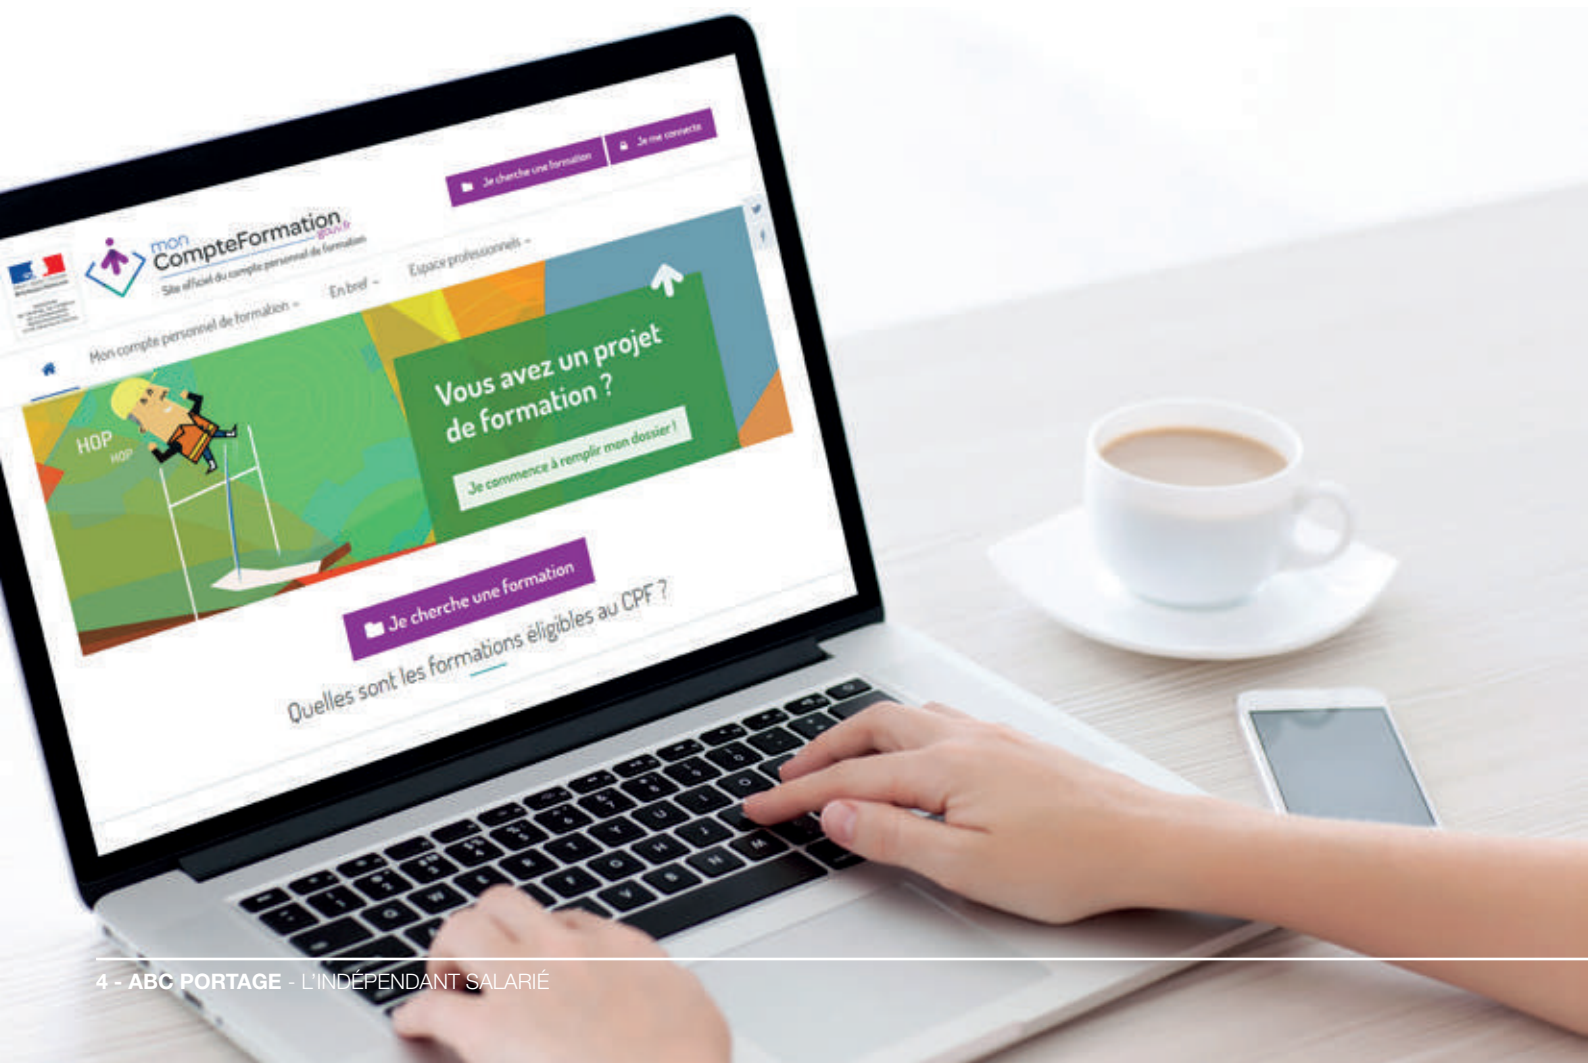 Je cherche une formation
Je me connecte
mon
CompteFormation
.gouv.fr
Site officiel du compte personnel de formation
Mon compte personnel de formation
En bref
Espace professionnels
HOP
HOP
Vous avez un projet
de formation ?
Je commence à remplir mon dossier !
Je cherche une formation
Quelles sont les formations éligibles au CPF ?
4 - ABC PORTAGE - L'INDÉPENDANT SALARIÉ